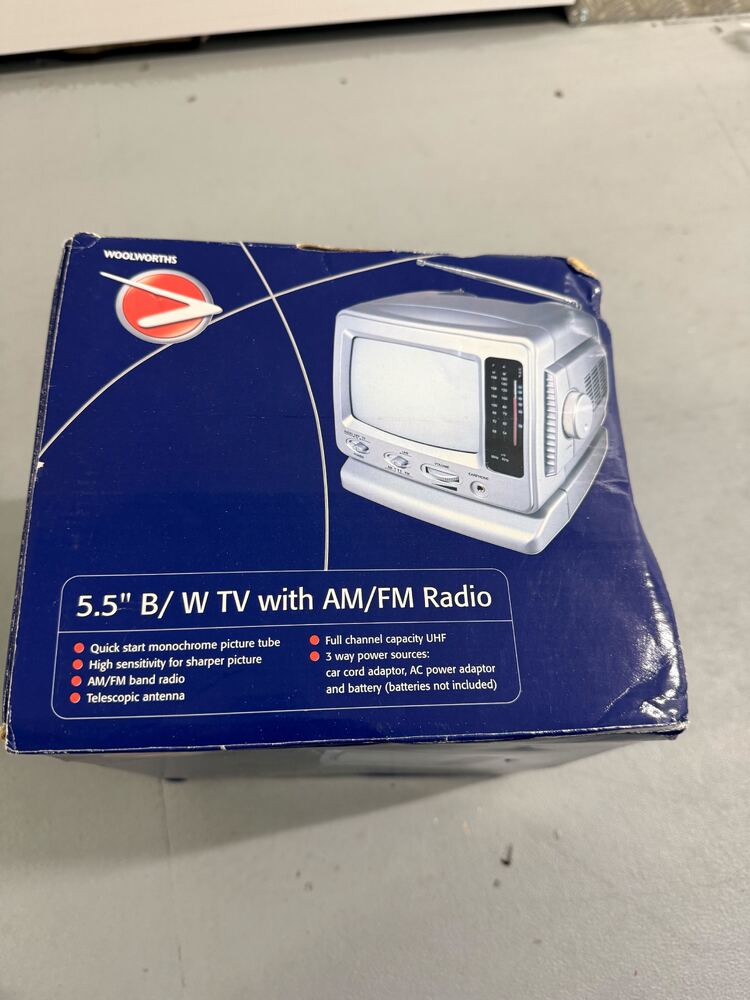 WOOLWORTHS
VOLUME
EARPHONE
5.5" B/ W TV with AM/FM Radio
Quick start monochrome picture tube
High sensitivity for sharper picture
AM/FM band radio
Telescopic antenna
Full channel capacity UHF
3 way power sources:
car cord adaptor, AC power adaptor
and battery (batteries not included)